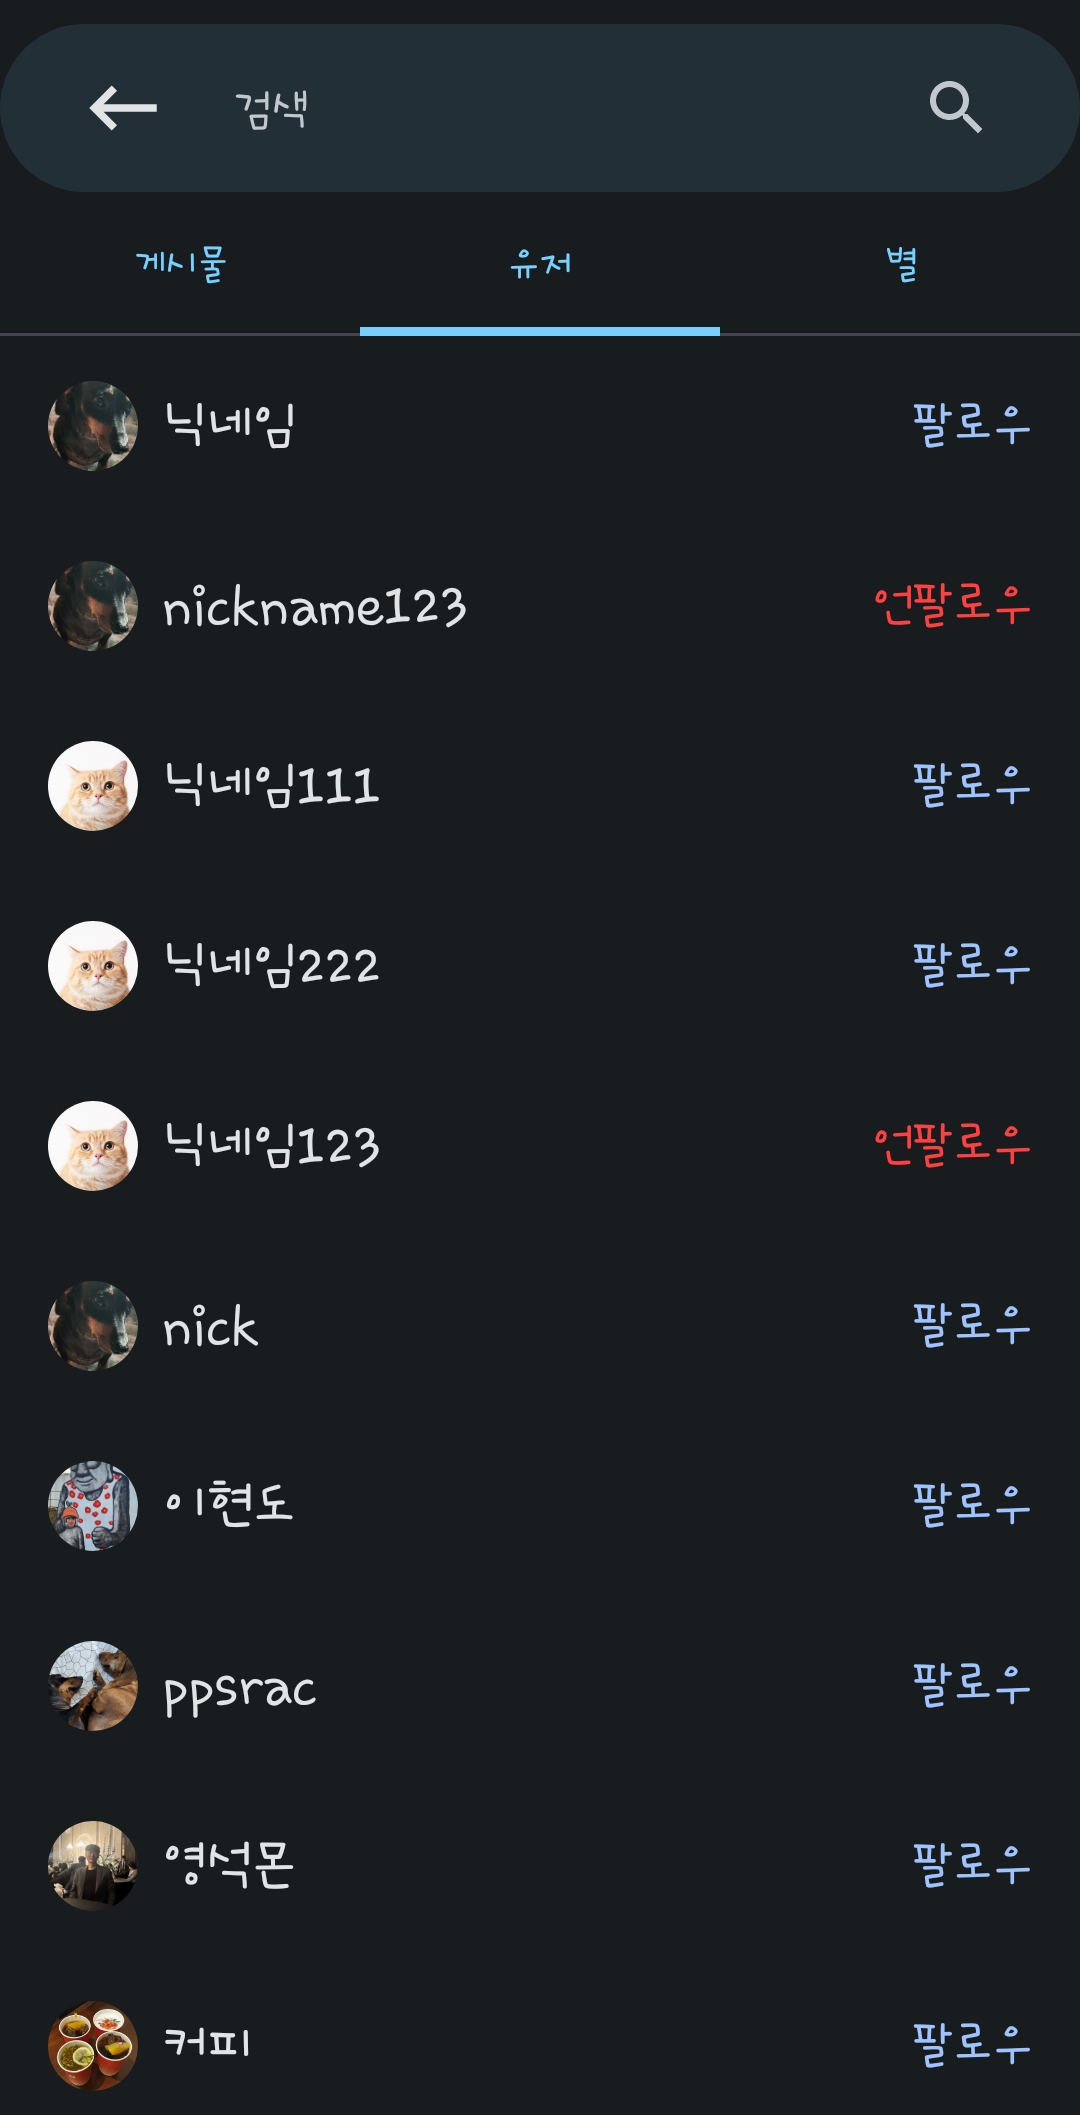 검색
게시물 유저 별
닉네임 팔로우
nickname123 언팔로우
닉네임111 팔로우
닉네임222 팔로우
닉네임123 언팔로우
nick 팔로우
이현도 팔로우
ppsrac 팔로우
영석몬 팔로우
커피 팔로우